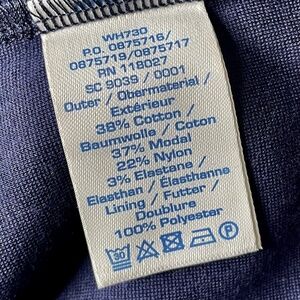 WH730
P.O. 0875716/
0875719/0875717
RN 118027
SC 9039 / 0001
Outer / Obermaterial /
Extérieur
38% Cotton /
Baumwolle / Coton
37% Modal
22% Nylon
3% Elastane /
Elasthan / Élasthanne
Lining / Futter /
Doublure
100% Polyester
30
P